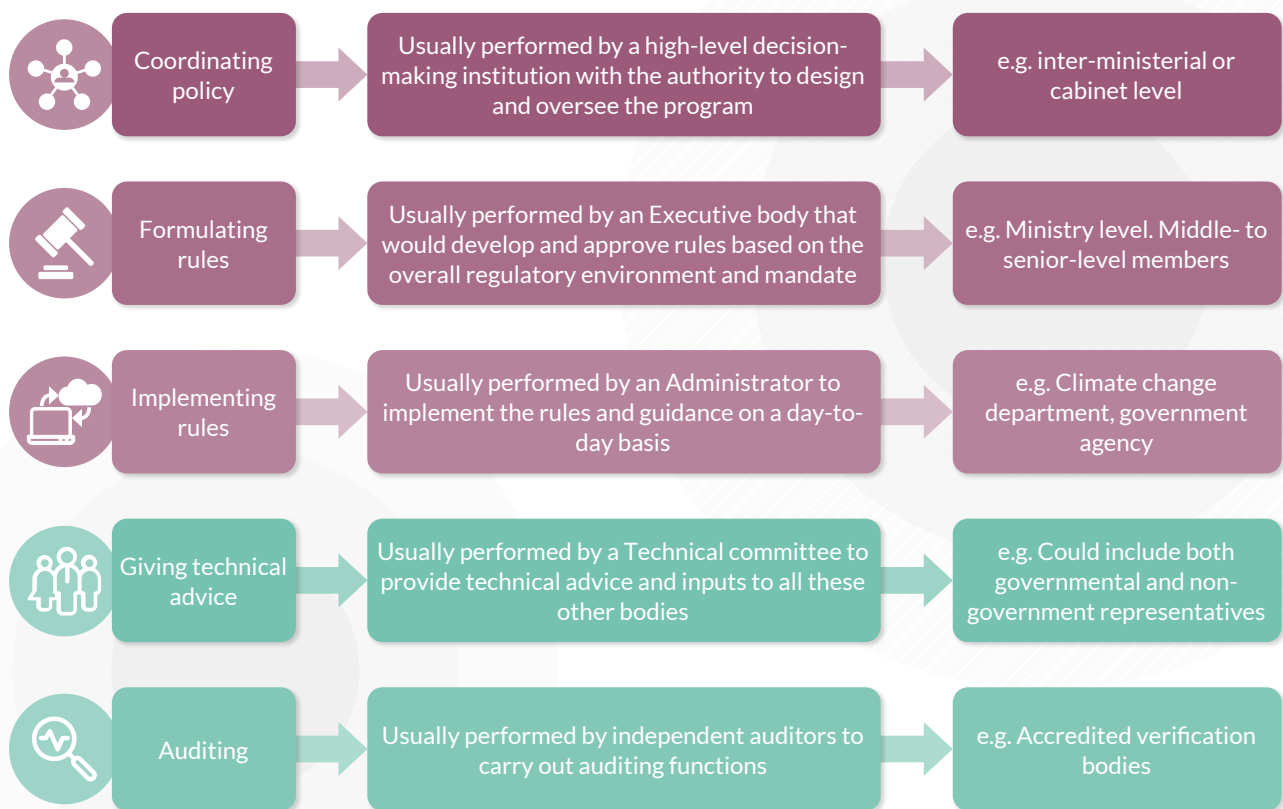 Coordinating
policy
Usually performed by a high-level decision-
making institution with the authority to design
and oversee the program
e.g. inter-ministerial or
cabinet level
Formulating
rules
Usually performed by an Executive body that
would develop and approve rules based on the
overall regulatory environment and mandate
e.g. Ministry level. Middle- to
senior-level members
Implementing
rules
Usually performed by an Administrator to
implement the rules and guidance on a day-to-
day basis
e.g. Climate change
department, government
agency
Giving technical
advice
Usually performed by a Technical committee to
provide technical advice and inputs to all these
other bodies
e.g. Could include both
governmental and non-
government representatives
Auditing
Usually performed by independent auditors to
carry out auditing functions
e.g. Accredited verification
bodies